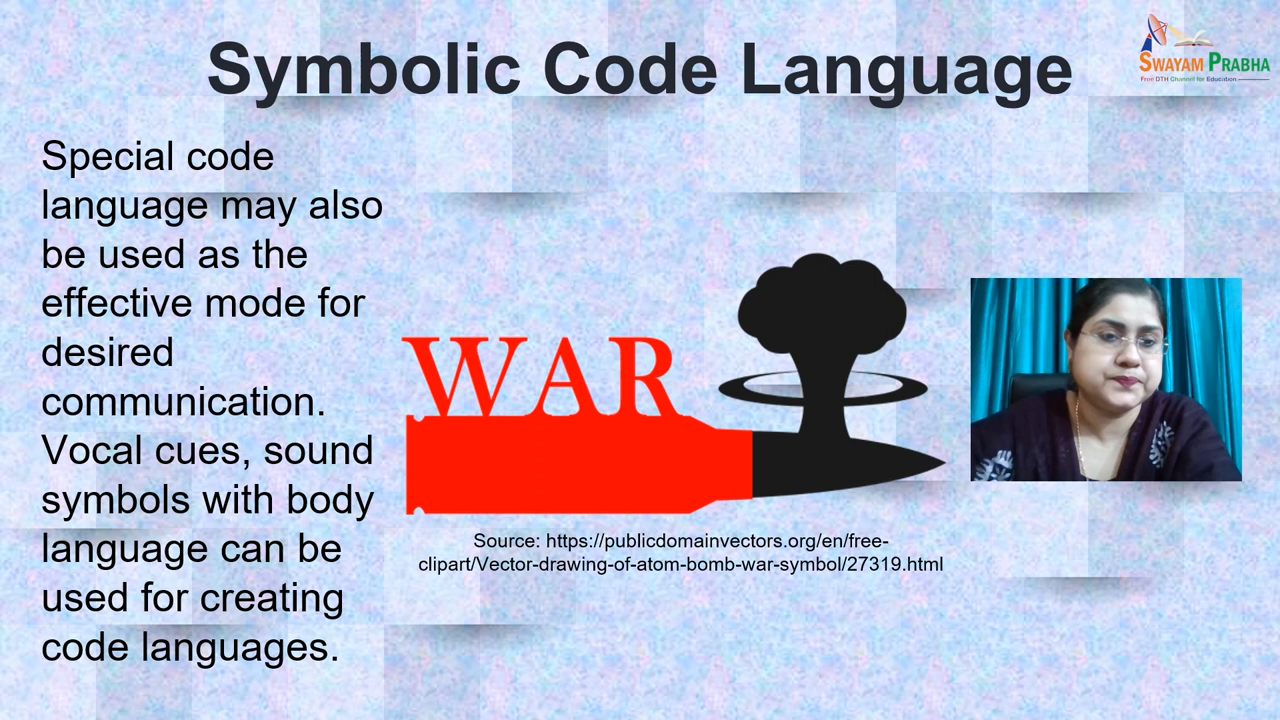 Symbolic Code Language
SWAYAM PRABHA
Free DTH Channel for Education
Special code
language may also
be used as the
effective mode for
desired
communication.
Vocal cues, sound
symbols with body
language can be
used for creating
code languages.
WAR
Source: https://publicdomainvectors.org/en/free-
clipart/Vector-drawing-of-atom-bomb-war-symbol/27319.html